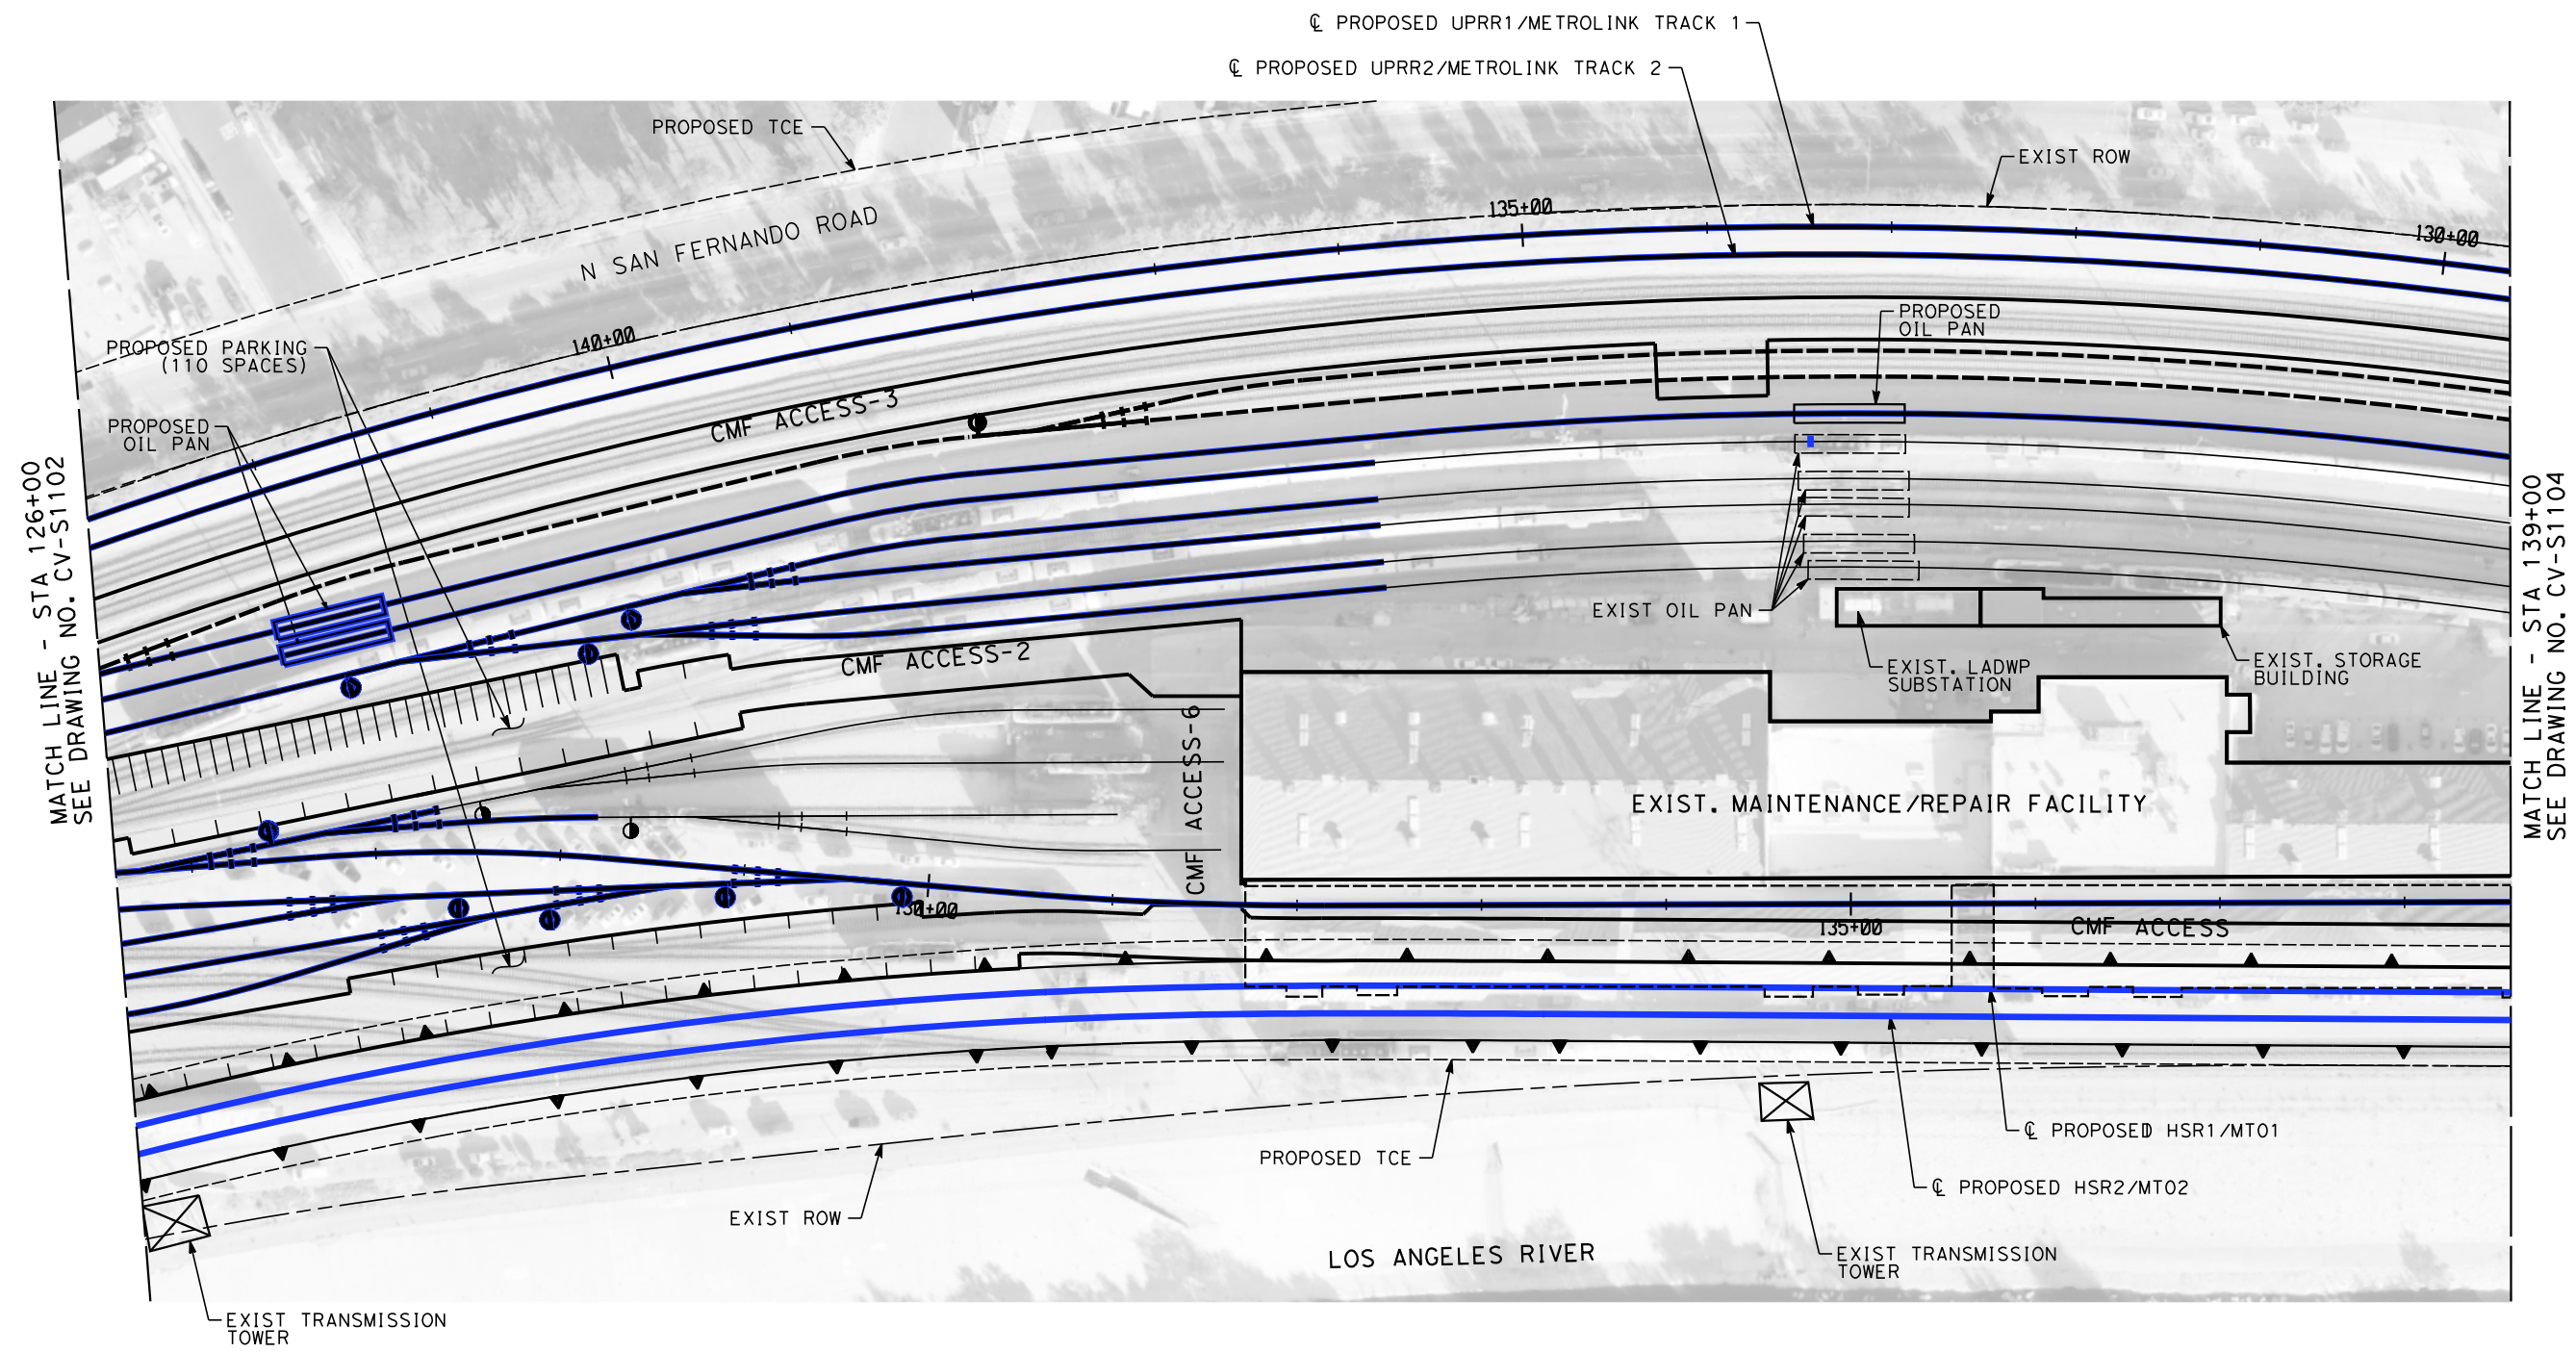 ℄ PROPOSED UPRR1/METROLINK TRACK 1
℄ PROPOSED UPRR2/METROLINK TRACK 2
PROPOSED TCE
EXIST ROW
N SAN FERNANDO ROAD
135+00
130+00
140+00
PROPOSED
OIL PAN
PROPOSED PARKING
(110 SPACES)
CMF ACCESS-3
PROPOSED
OIL PAN
MATCH LINE - STA 126+00
SEE DRAWING NO. CV-S1102
MATCH LINE - STA 139+00
SEE DRAWING NO. CV-S1104
EXIST OIL PAN
CMF ACCESS-2
EXIST. LADWP
SUBSTATION
EXIST. STORAGE
BUILDING
CMF ACCESS-6
EXIST. MAINTENANCE/REPAIR FACILITY
130+00
135+00
CMF ACCESS
℄ PROPOSED HSR1/MT01
PROPOSED TCE
℄ PROPOSED HSR2/MT02
EXIST ROW
LOS ANGELES RIVER
EXIST TRANSMISSION
TOWER
EXIST TRANSMISSION
TOWER